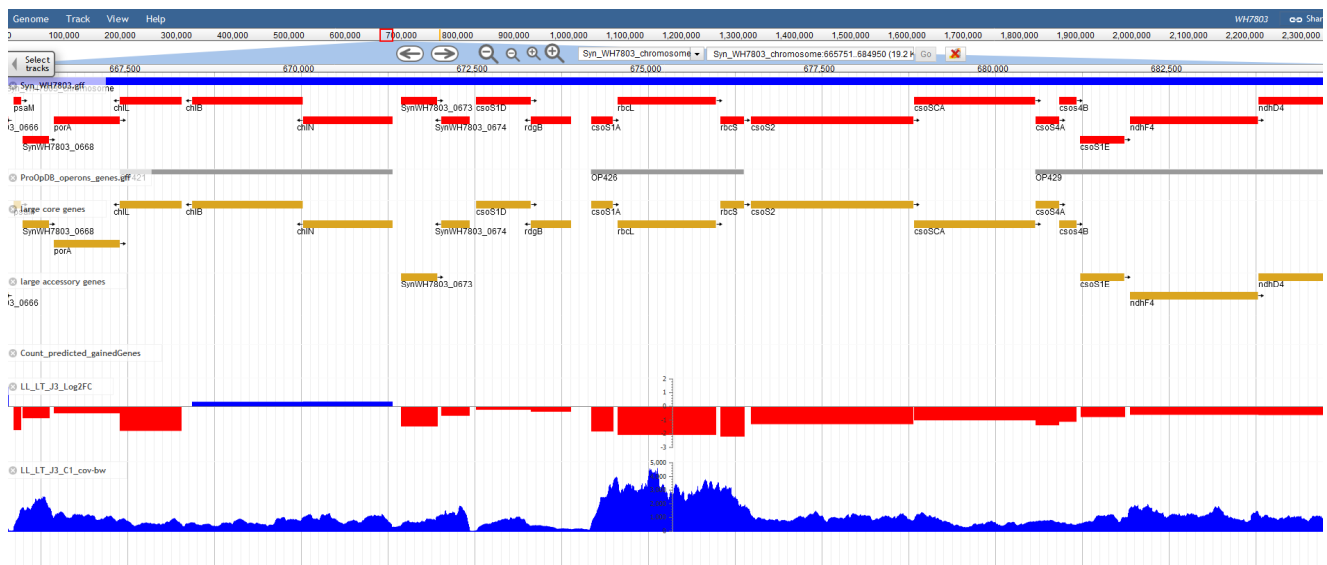 Genome Track View Help WH7803 Shar
100,000 200,000 300,000 400,000 500,000 600,000 700,000 800,000 900,000 1,000,000 1,100,000 1,200,000 1,300,000 1,400,000 1,500,000 1,600,000 1,700,000 1,800,000 1,900,000 2,000,000 2,100,000 2,200,000 2,300,000
Select tracks Syn_WH7803_chromosome Syn_WH7803_chromosome:665751..684950 (19.2 Go
667,500 670,000 672,500 675,000 677,500 680,000 682,500
Syn_WH7803.gff
psaM chlL chlB SynWH7803_0673 csoS1D rbcL csoSCA csos4B ndhD4
3_0666 porA chlN SynWH7803_0674 rdgB csoS1A rbcS csoS2 csoS4A ndhF4
SynWH7803_0668 csoS1E
ProOpDB_operons_genes.gff OP426 OP429
large core genes
chlL chlB csoS1D csoS1A rbcS csoS2 csoS4A
SynWH7803_0668 chlN SynWH7803_0674 rdgB rbcL csoSCA csos4B
porA
large accessory genes
SynWH7803_0673 csoS1E ndhD4
03_0666 ndhF4
Count_predicted_gainedGenes
LL_LT_J3_Log2FC
2
1
0
-3
LL_LT_J3_C1_cov-bw
5,000
0